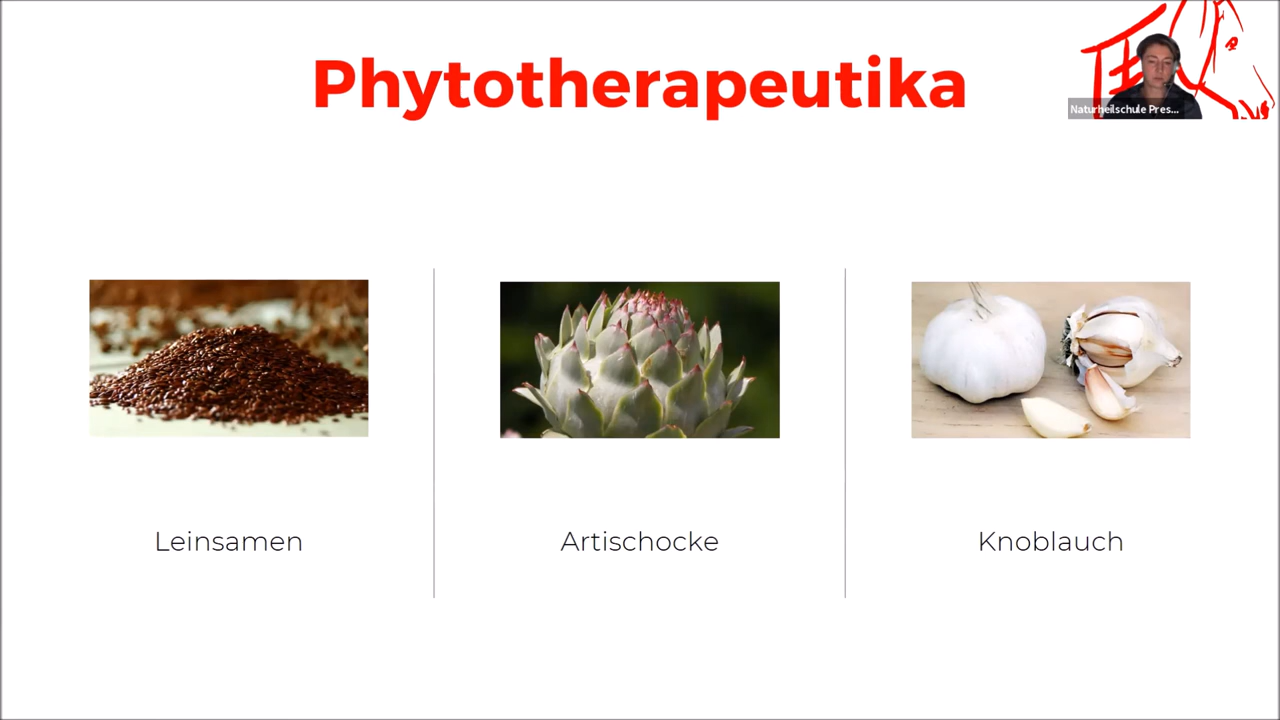 Phytotherapeutika
Naturheilschule Pres...
Leinsamen
Artischocke
Knoblauch